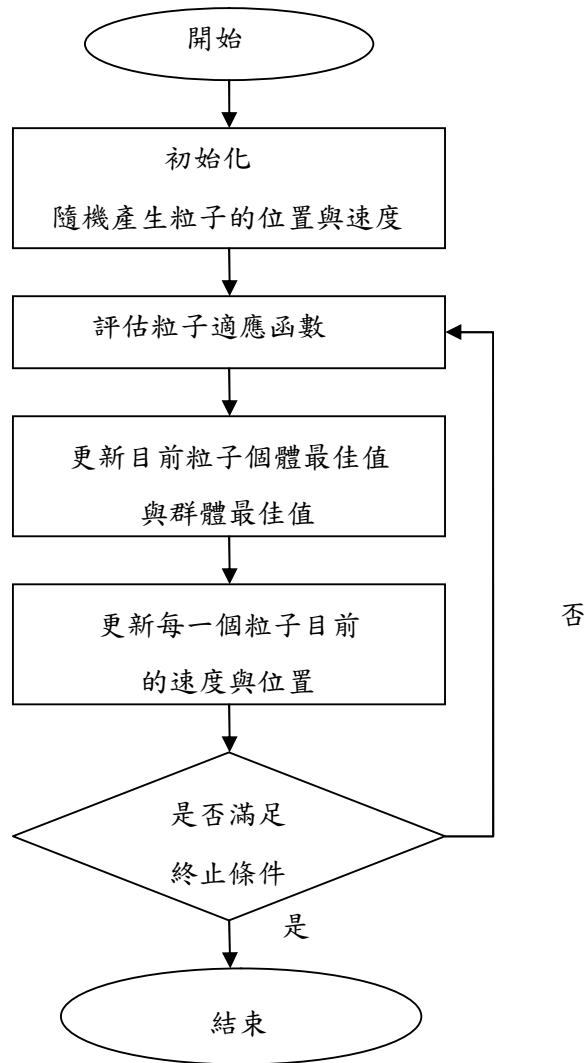 開始
初始化
隨機產生粒子的位置與速度
評估粒子適應函數
更新目前粒子個體最佳值
與群體最佳值
更新每一個粒子目前
的速度與位置
否
是否滿足
終止條件
是
結束